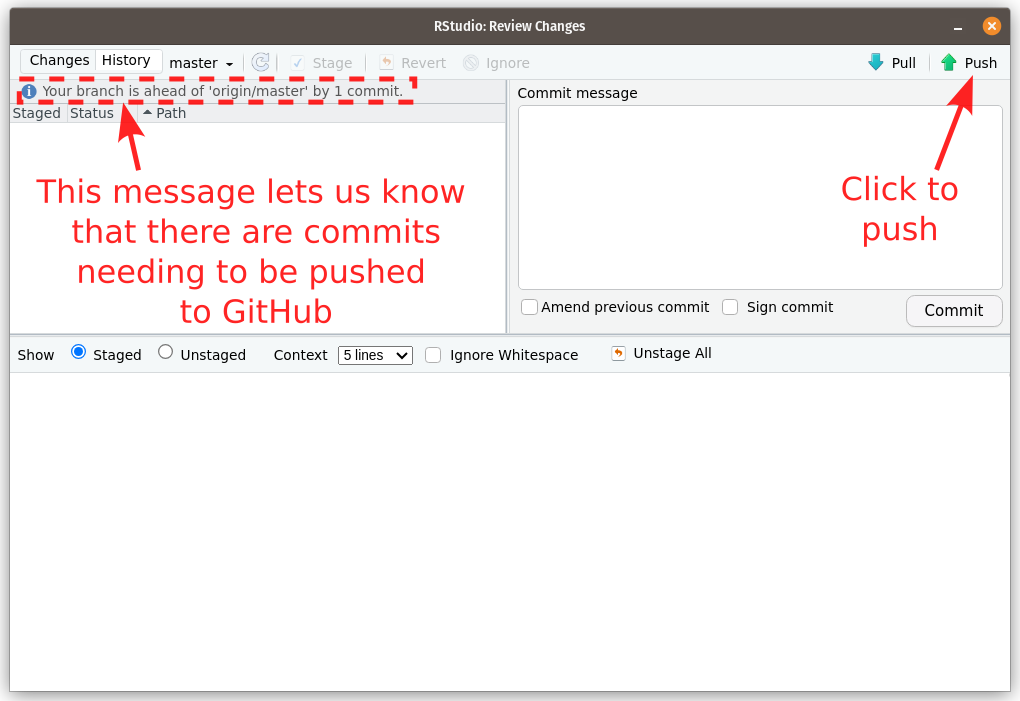 RStudio: Review Changes
Changes History master Stage Revert Ignore Pull Push
Your branch is ahead of 'origin/master' by 1 commit.
Staged Status Path
Commit message
This message lets us know
that there are commits
needing to be pushed
to GitHub
Click to
push
Amend previous commit Sign commit Commit
Show Staged Unstaged Context 5 lines Ignore Whitespace Unstage All